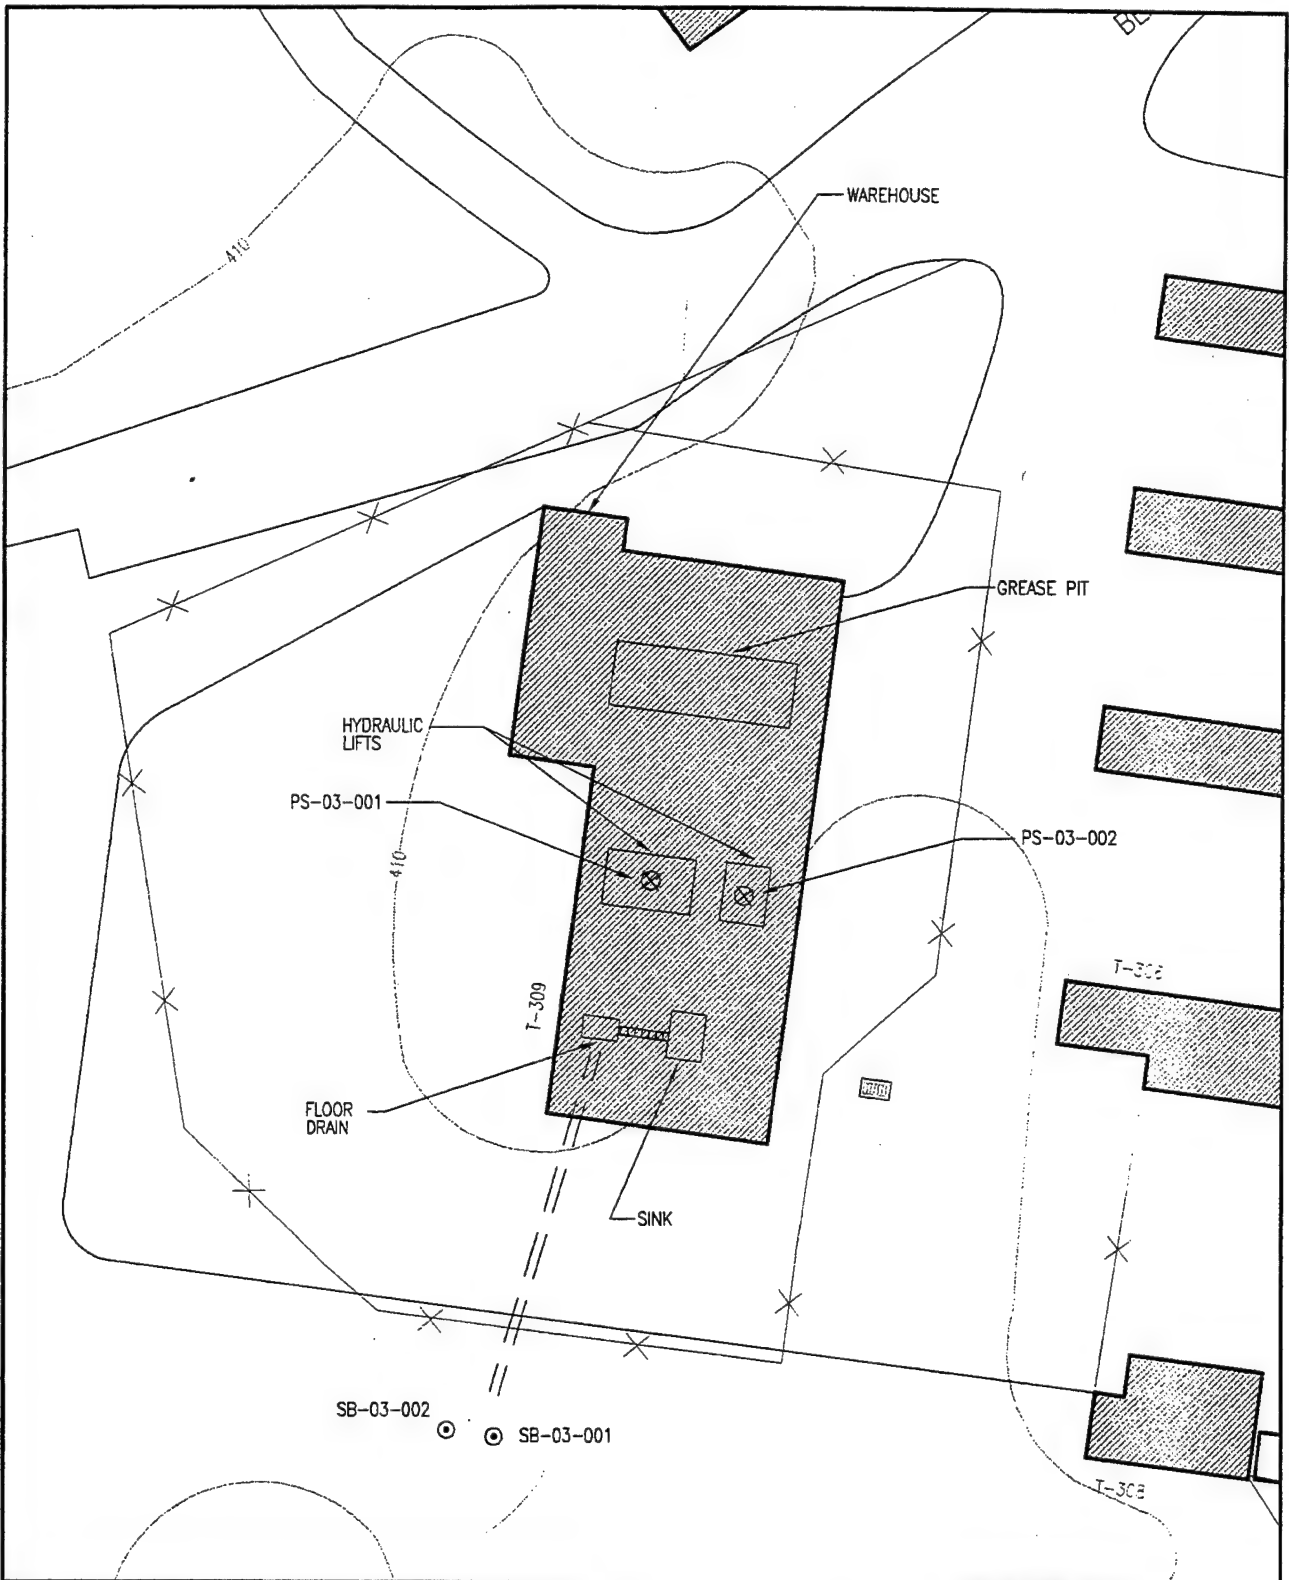 WAREHOUSE
410
GREASE PIT
HYDRAULIC
LIFTS
PS-03-001
PS-03-002
410
T-309
FLOOR
DRAIN
SINK
SB-03-002
SB-03-001